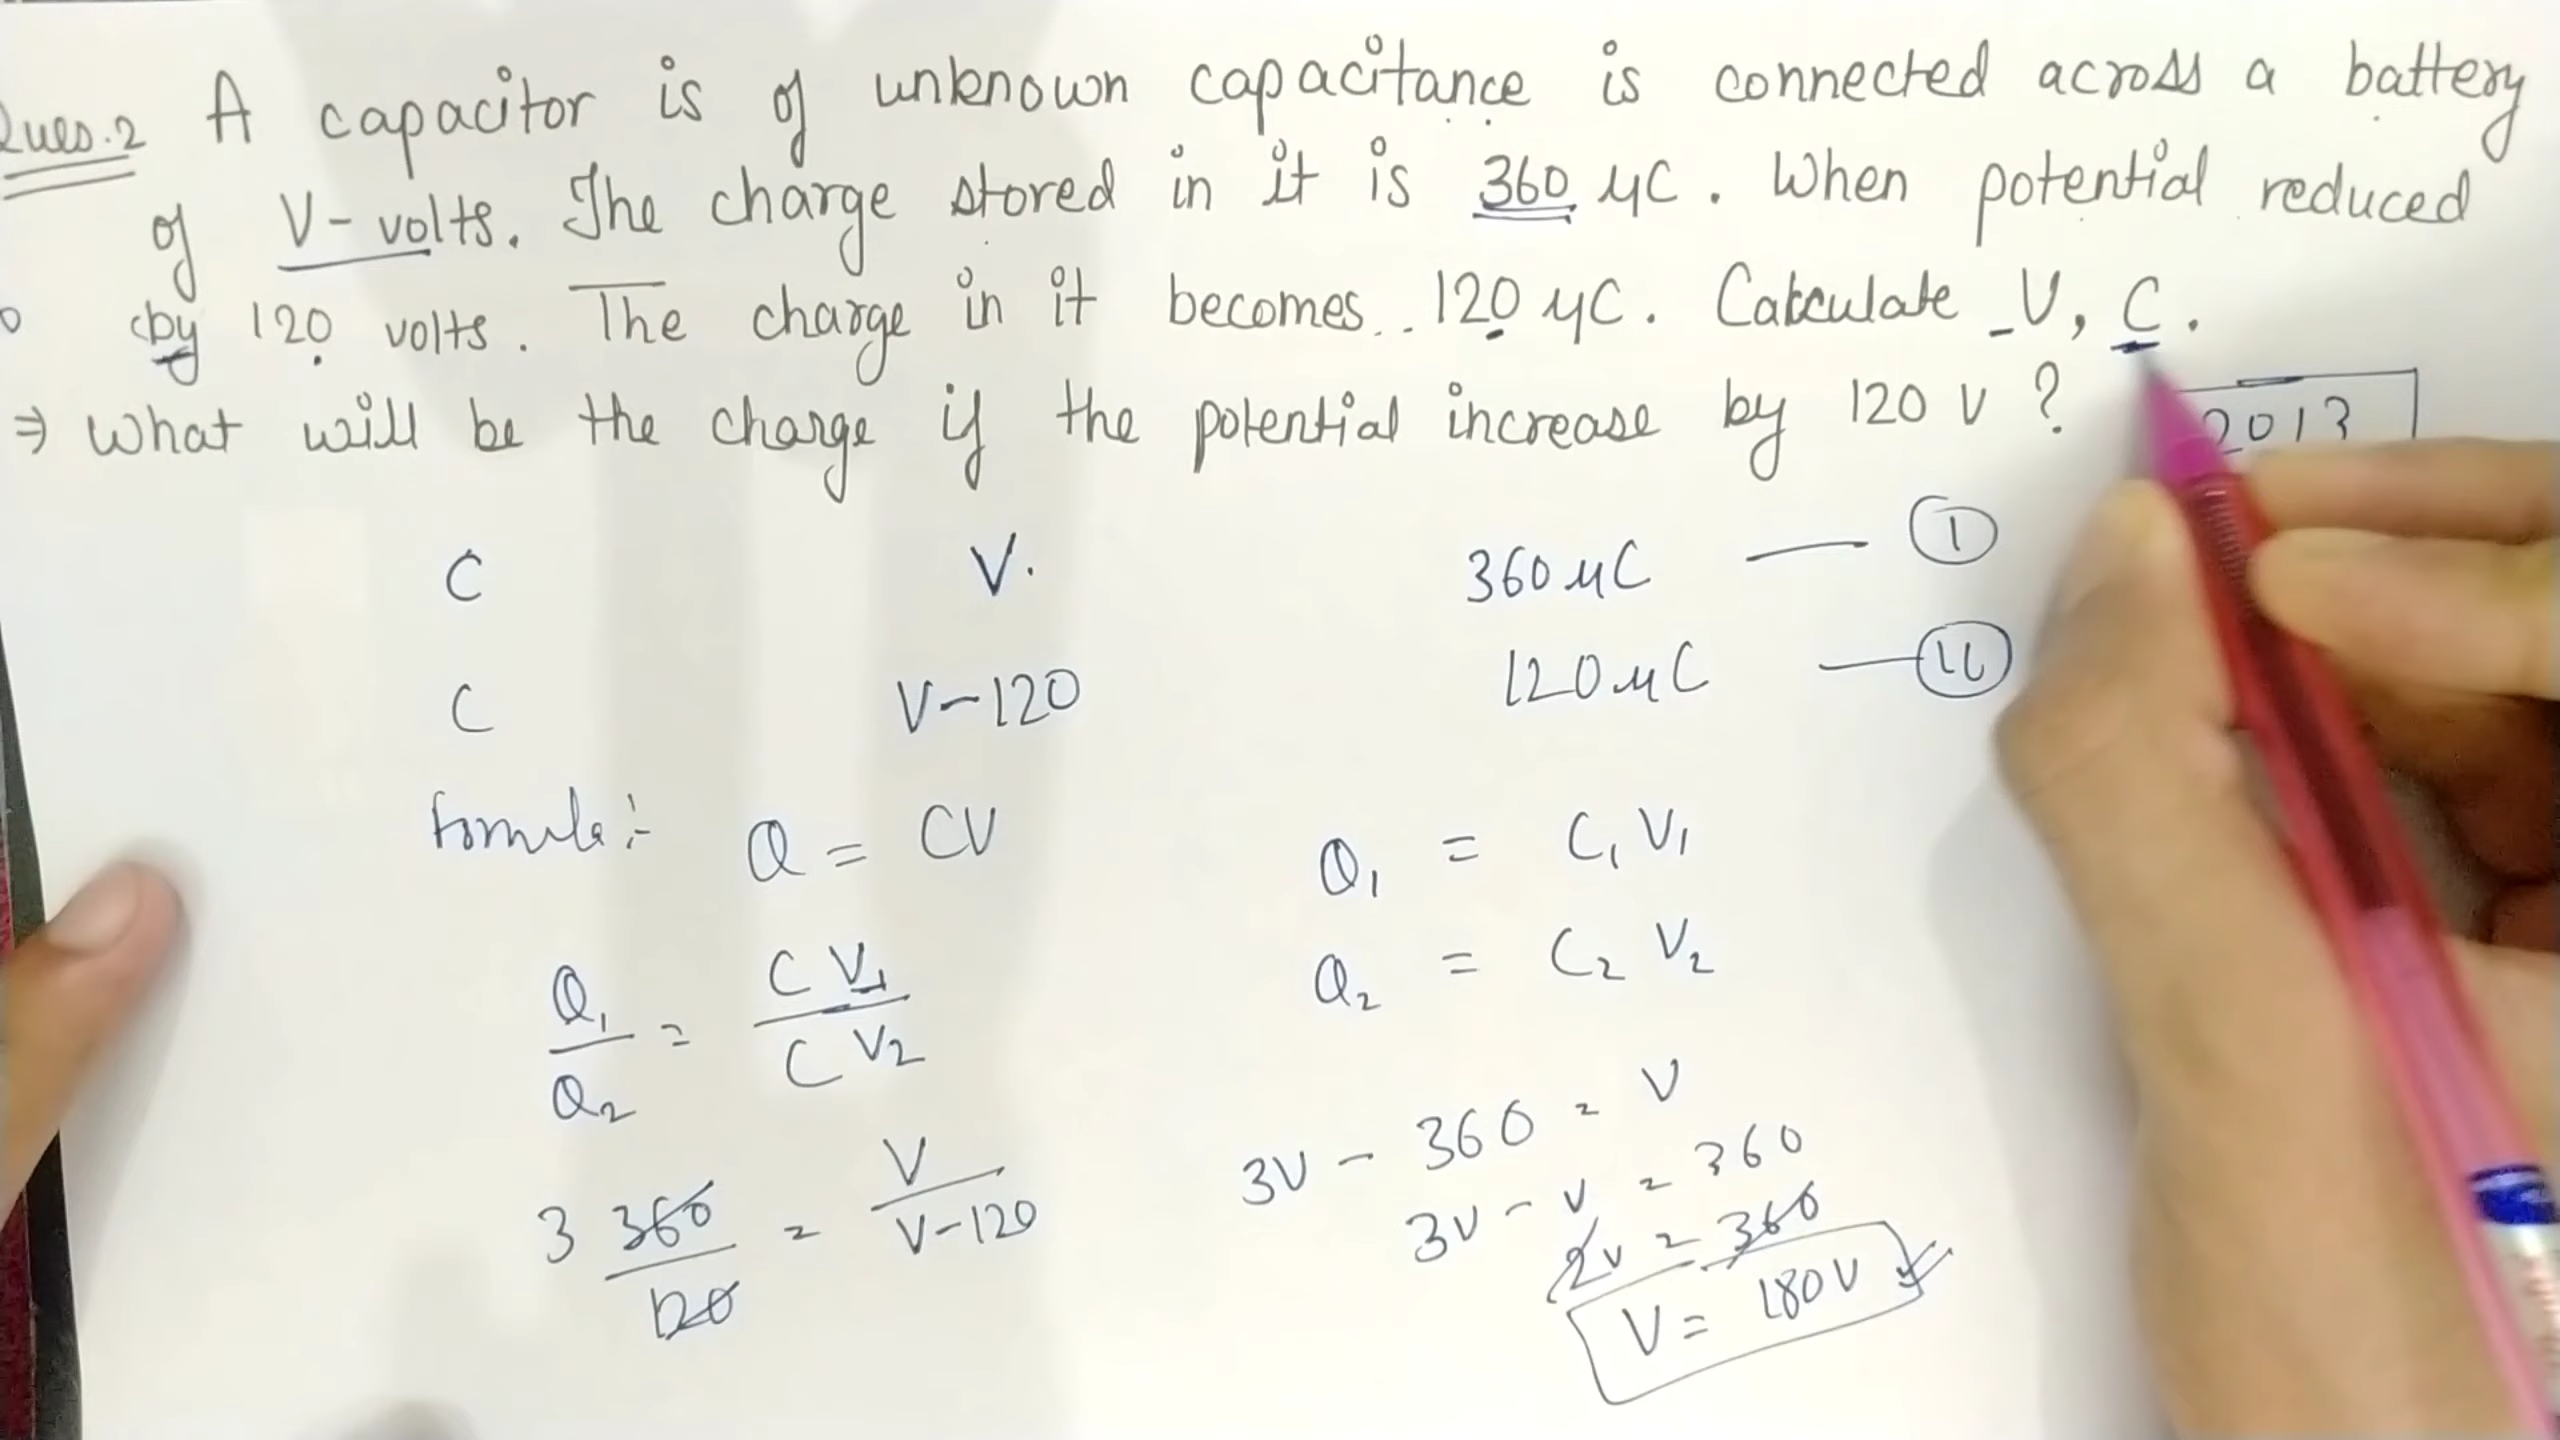 Ques.2 A capacitor is of unknown capacitance is connected across a battery
of V-volts. The charge stored in it is 360 μC. When potential reduced
by 120 volts. The charge in it becomes 120 μC. Calculate V, C.
⇒ What will be the charge if the potential increase by 120 V ?
2013
C V. 360 μC — I
C V-120 120 μC — II
Formula :- Q = CV
Q₁ = C₁ V₁
Q₂ = C₂ V₂
Q₁/Q₂ = C V₁/C V₂
3 360/120 = V/V-120
3V - 360 = V
3V - V = 360
2V = 360
V = 180V